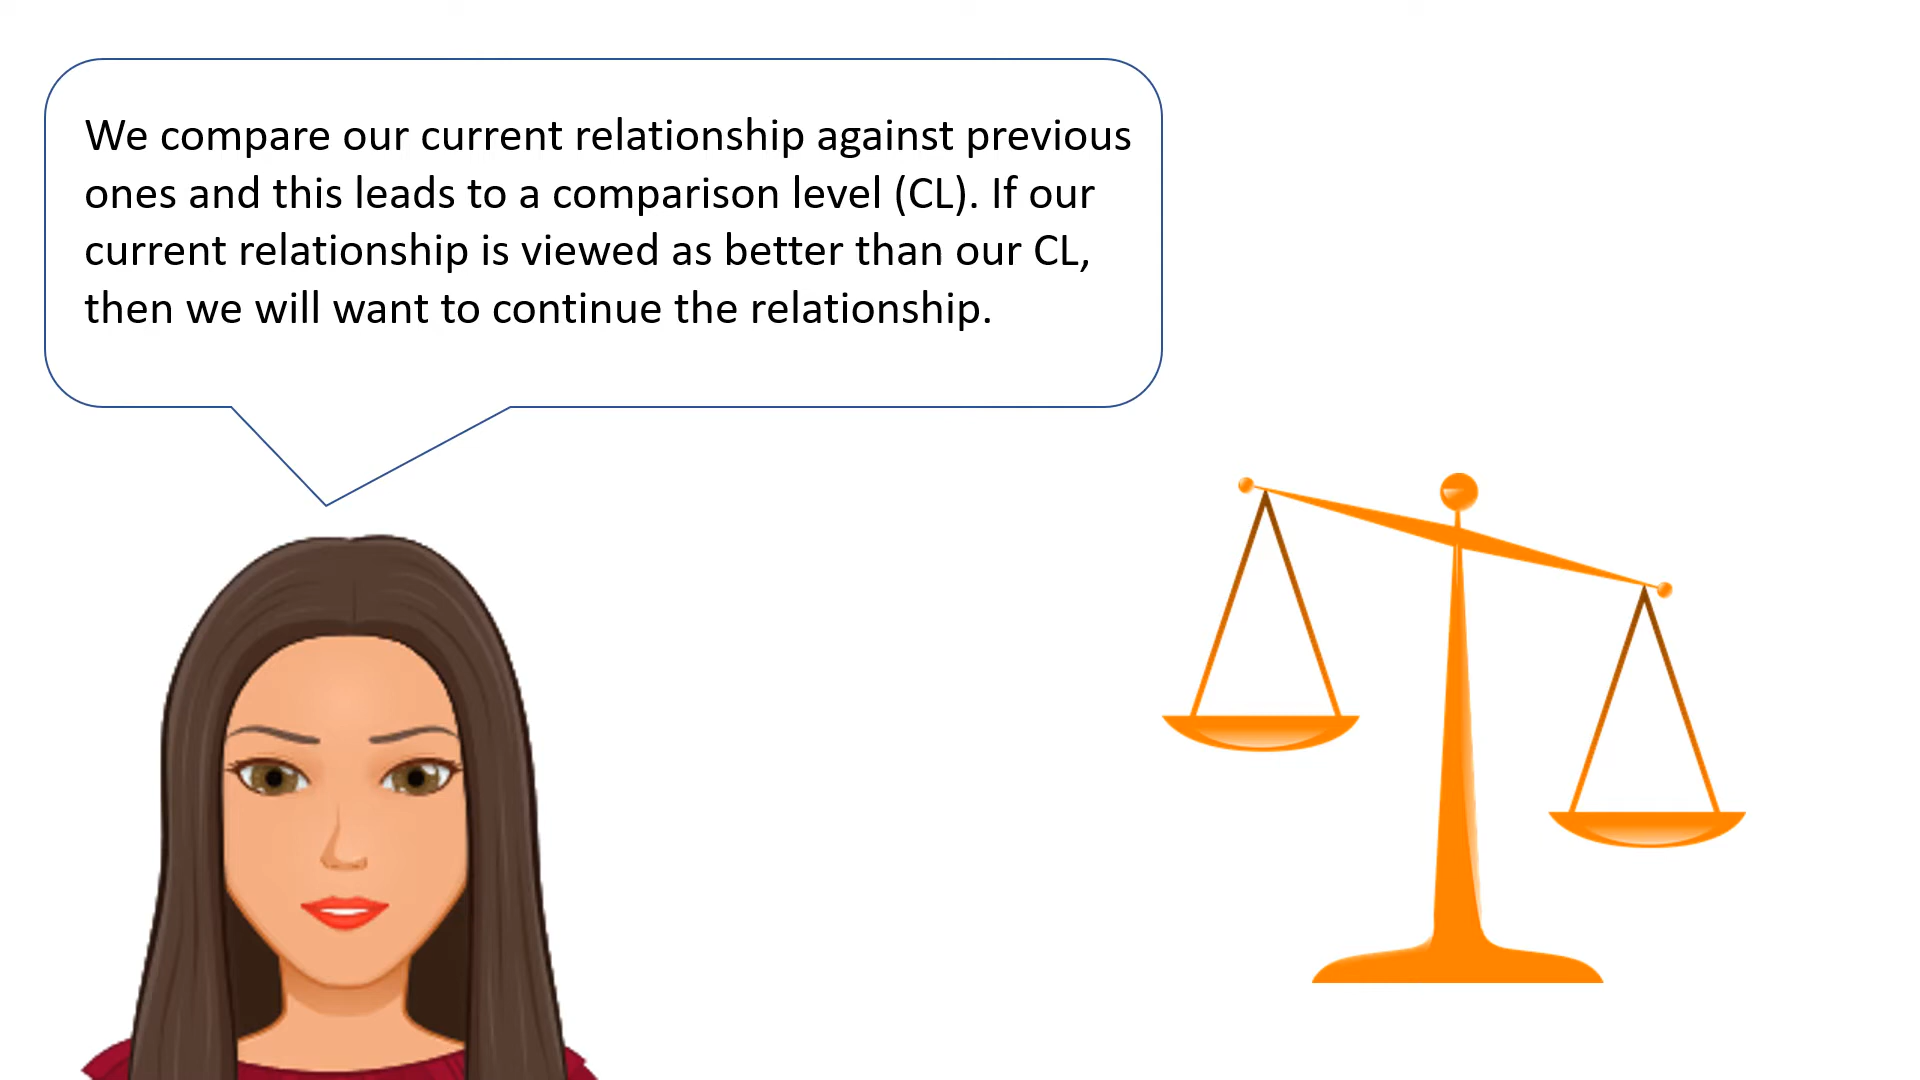 We compare our current relationship against previous
ones and this leads to a comparison level (CL). If our
current relationship is viewed as better than our CL,
then we will want to continue the relationship.